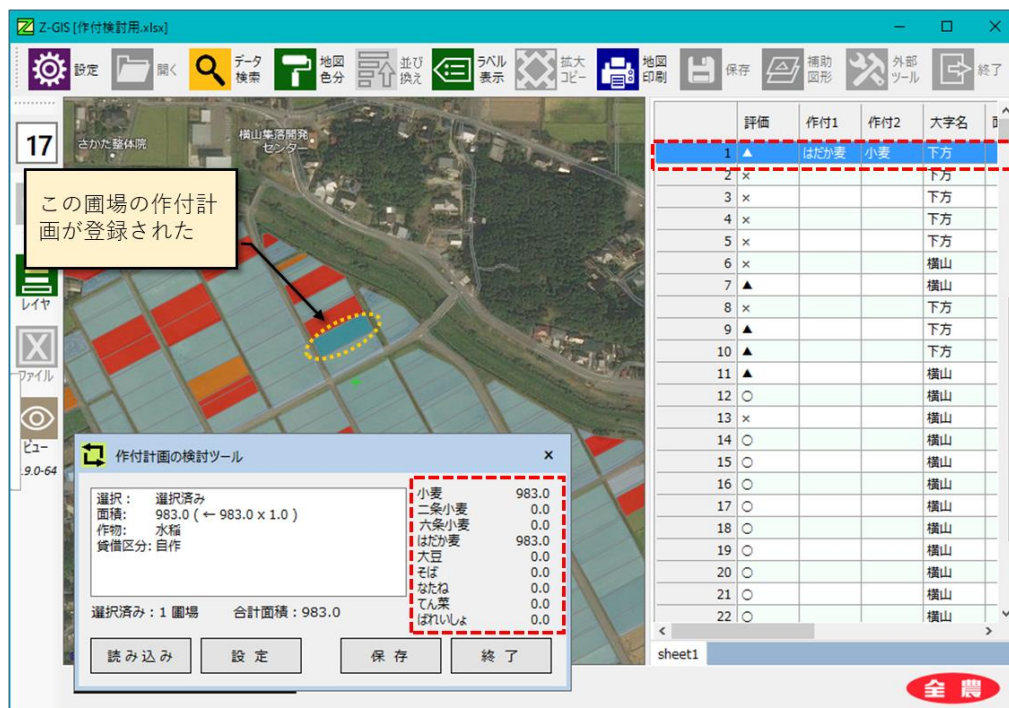 Z-GIS [作付検討用.xlsx]
設定
開く
データ
検索
地図
色分
並び
換え
ラベル
表示
拡大
コピー
地図
印刷
保存
補助
図形
外部
ツール
終了
17
さかた整体院
横山集落開発
センター
この圃場の作付計
画が登録された
レイヤ
ファイル
ビュー
.9.0-64
評価 作付1 作付2 大字名
1 ▲ はだか麦 小麦 下方
2 × 下方
3 × 下方
4 × 下方
5 × 下方
6 × 横山
7 ▲ 横山
8 × 下方
9 ▲ 下方
10 ▲ 下方
11 ▲ 横山
12 ○ 横山
13 × 横山
14 ○ 横山
15 ○ 横山
16 ○ 横山
17 ○ 横山
18 ○ 横山
19 ○ 横山
20 ○ 横山
21 ○ 横山
22 ○ 横山
sheet1
作付計画の検討ツール
選択： 選択済み
面積： 983.0 ( ← 983.0 x 1.0 )
作物： 水稲
貸借区分： 自作
小麦 983.0
二条小麦 0.0
六条小麦 0.0
はだか麦 983.0
大豆 0.0
そば 0.0
なたね 0.0
てん菜 0.0
ばれいしょ 0.0
選択済み：1 圃場 合計面積：983.0
読み込み
設 定
保 存
終 了
全農